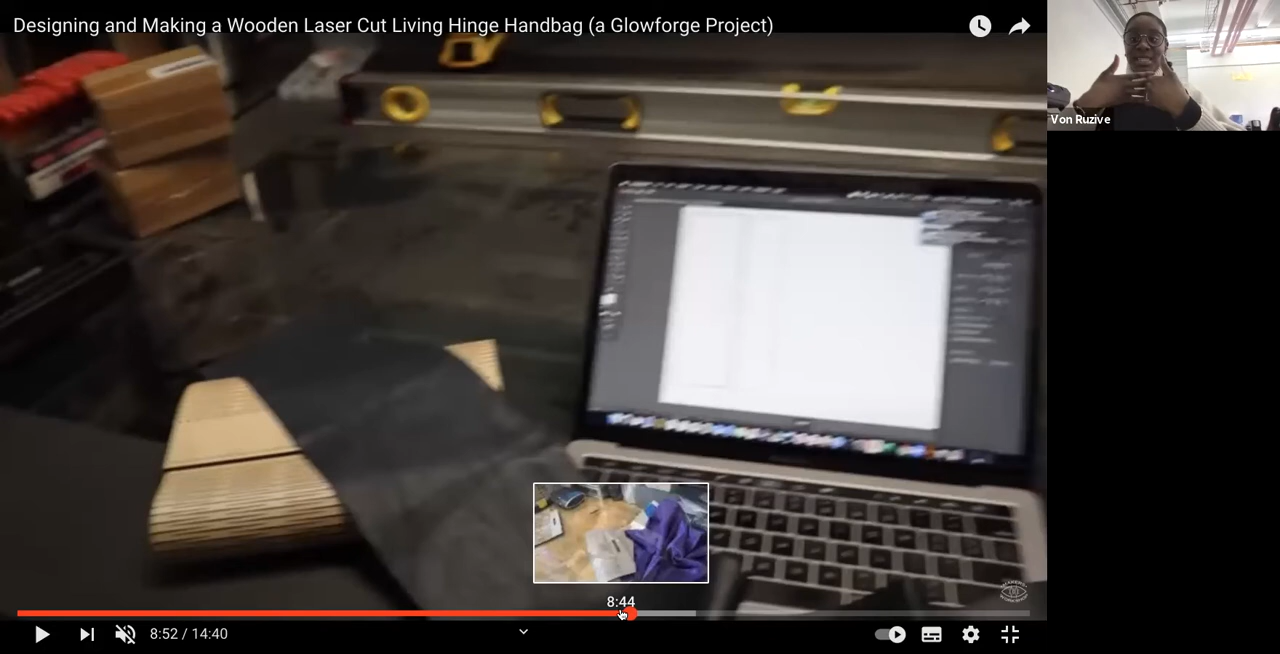 Designing and Making a Wooden Laser Cut Living Hinge Handbag (a Glowforge Project)
Von Ruzive
8:44
8:52 / 14:40